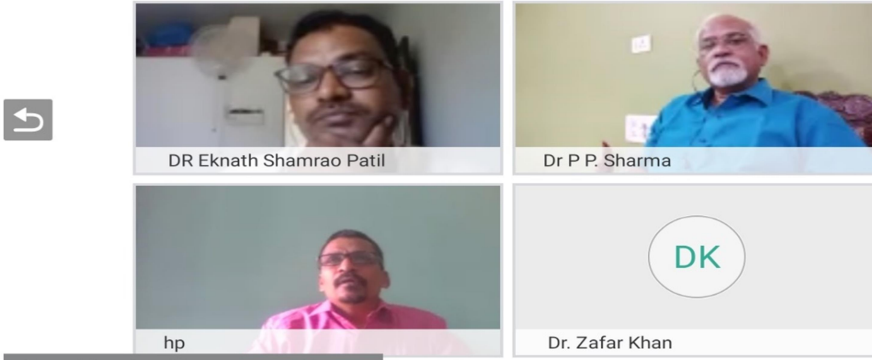 DR Eknath Shamrao Patil
Dr P P. Sharma
hp
DK
Dr. Zafar Khan